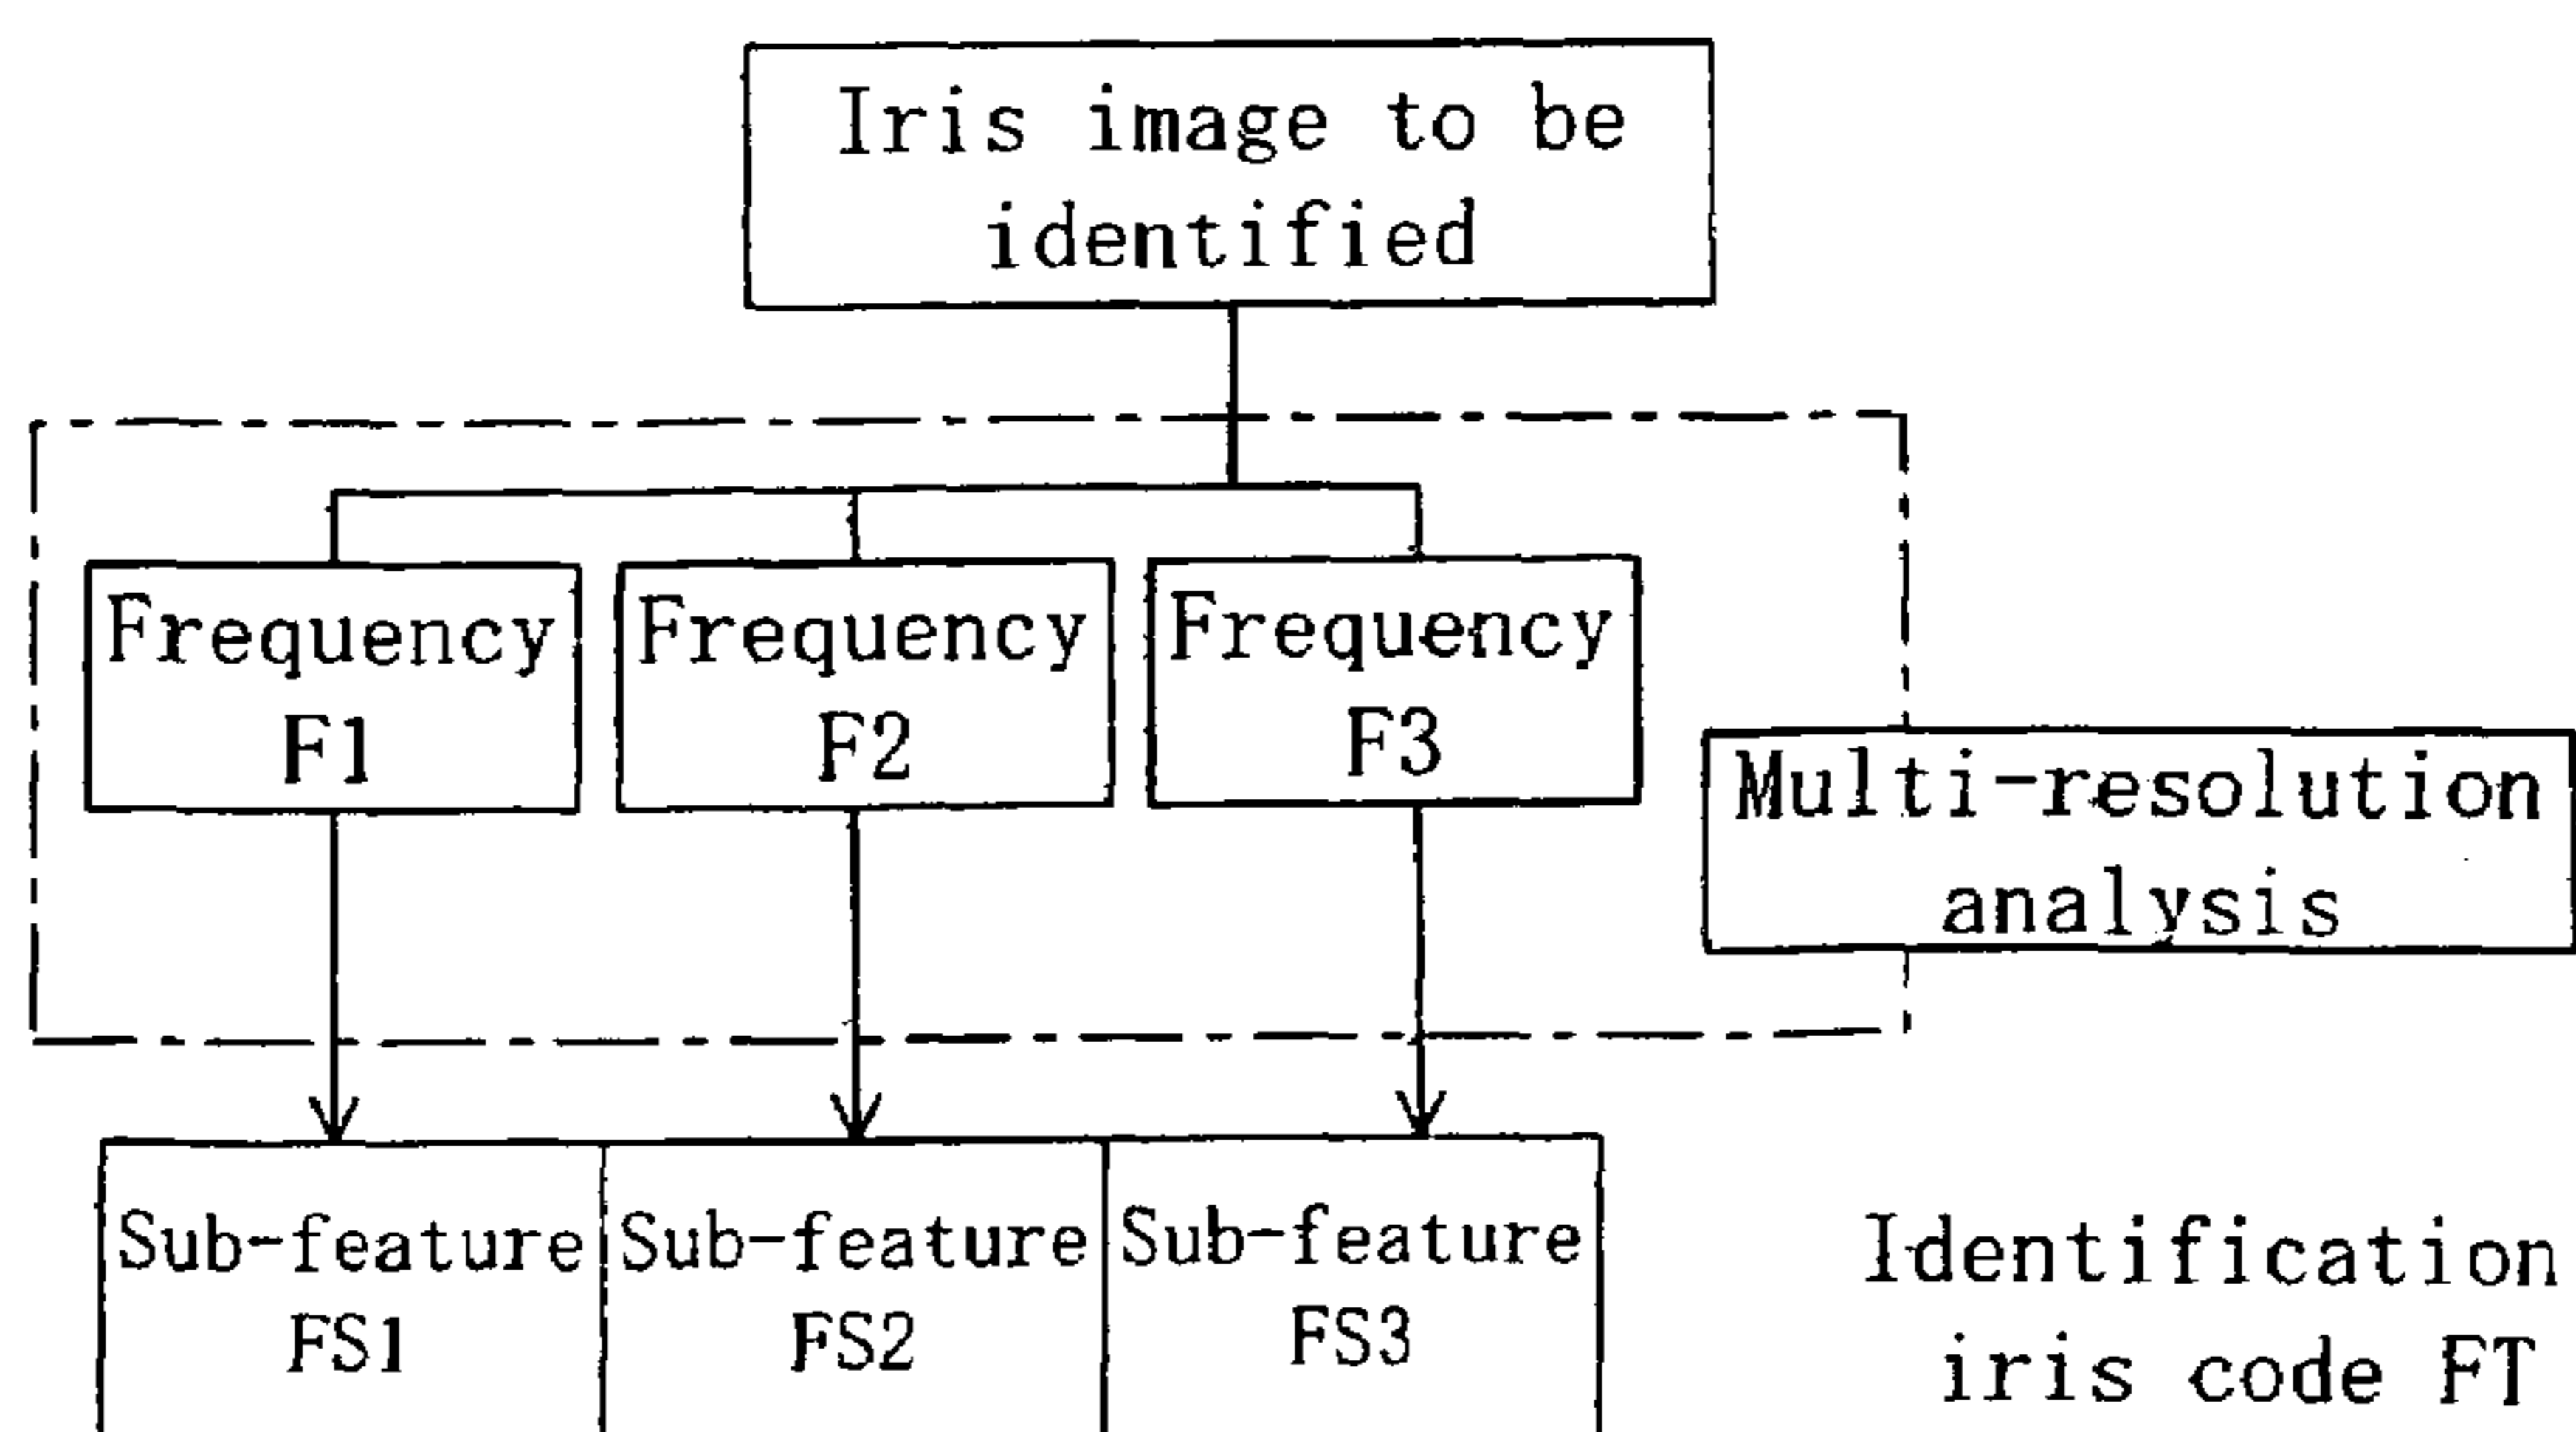 Iris image to be
identified
Frequency
F1
Frequency
F2
Frequency
F3
Multi-resolution
analysis
Sub-feature
FS1
Sub-feature
FS2
Sub-feature
FS3
Identification
iris code FT